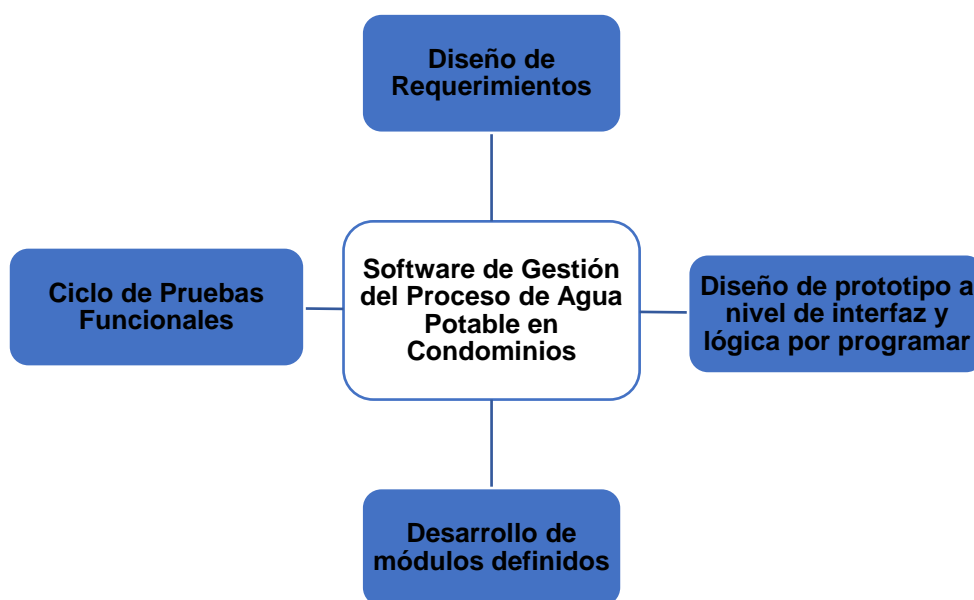 Diseño de
Requerimientos
Ciclo de Pruebas
Funcionales
Software de Gestión
del Proceso de Agua
Potable en
Condominios
Diseño de prototipo a
nivel de interfaz y
lógica por programar
Desarrollo de
módulos definidos